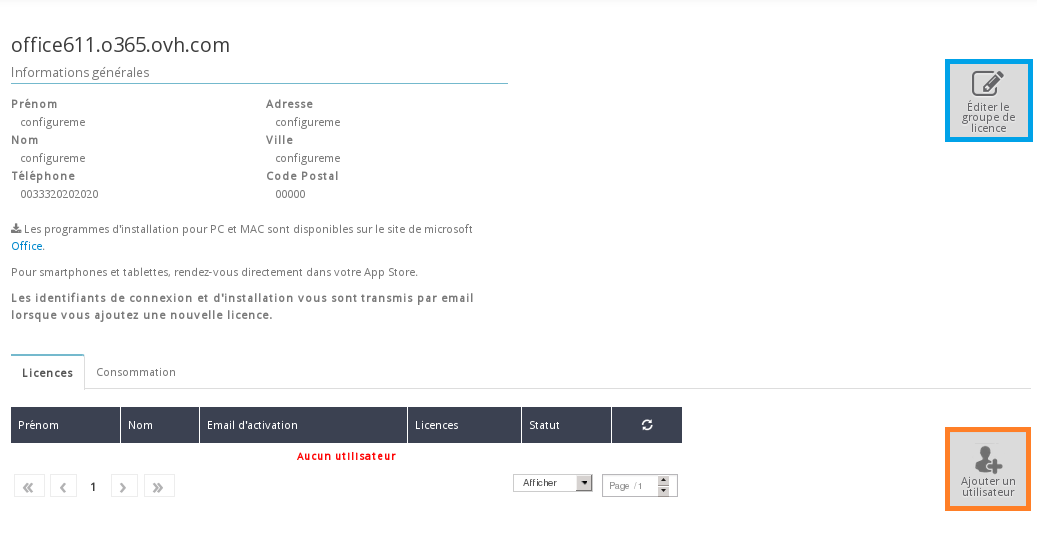 office611.o365.ovh.com
Informations générales
Prénom
configureme
Nom
configureme
Téléphone
0033320202020
Adresse
configureme
Ville
configureme
Code Postal
00000
Les programmes d'installation pour PC et MAC sont disponibles sur le site de microsoft
Office.
Pour smartphones et tablettes, rendez-vous directement dans votre App Store.
Les identifiants de connexion et d'installation vous sont transmis par email
lorsque vous ajoutez une nouvelle licence.
Éditer le
groupe de
licence
Licences Consommation
Prénom Nom Email d'activation Licences Statut
Aucun utilisateur
« ‹ 1 › » Afficher Page /1
Ajouter un
utilisateur